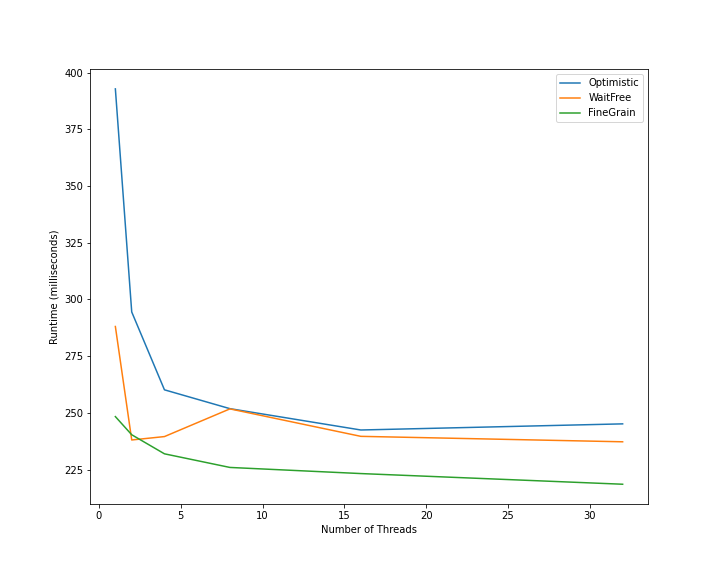 Optimistic
WaitFree
FineGrain
400
375
350
325
300
275
250
225
Runtime (milliseconds)
0 5 10 15 20 25 30
Number of Threads